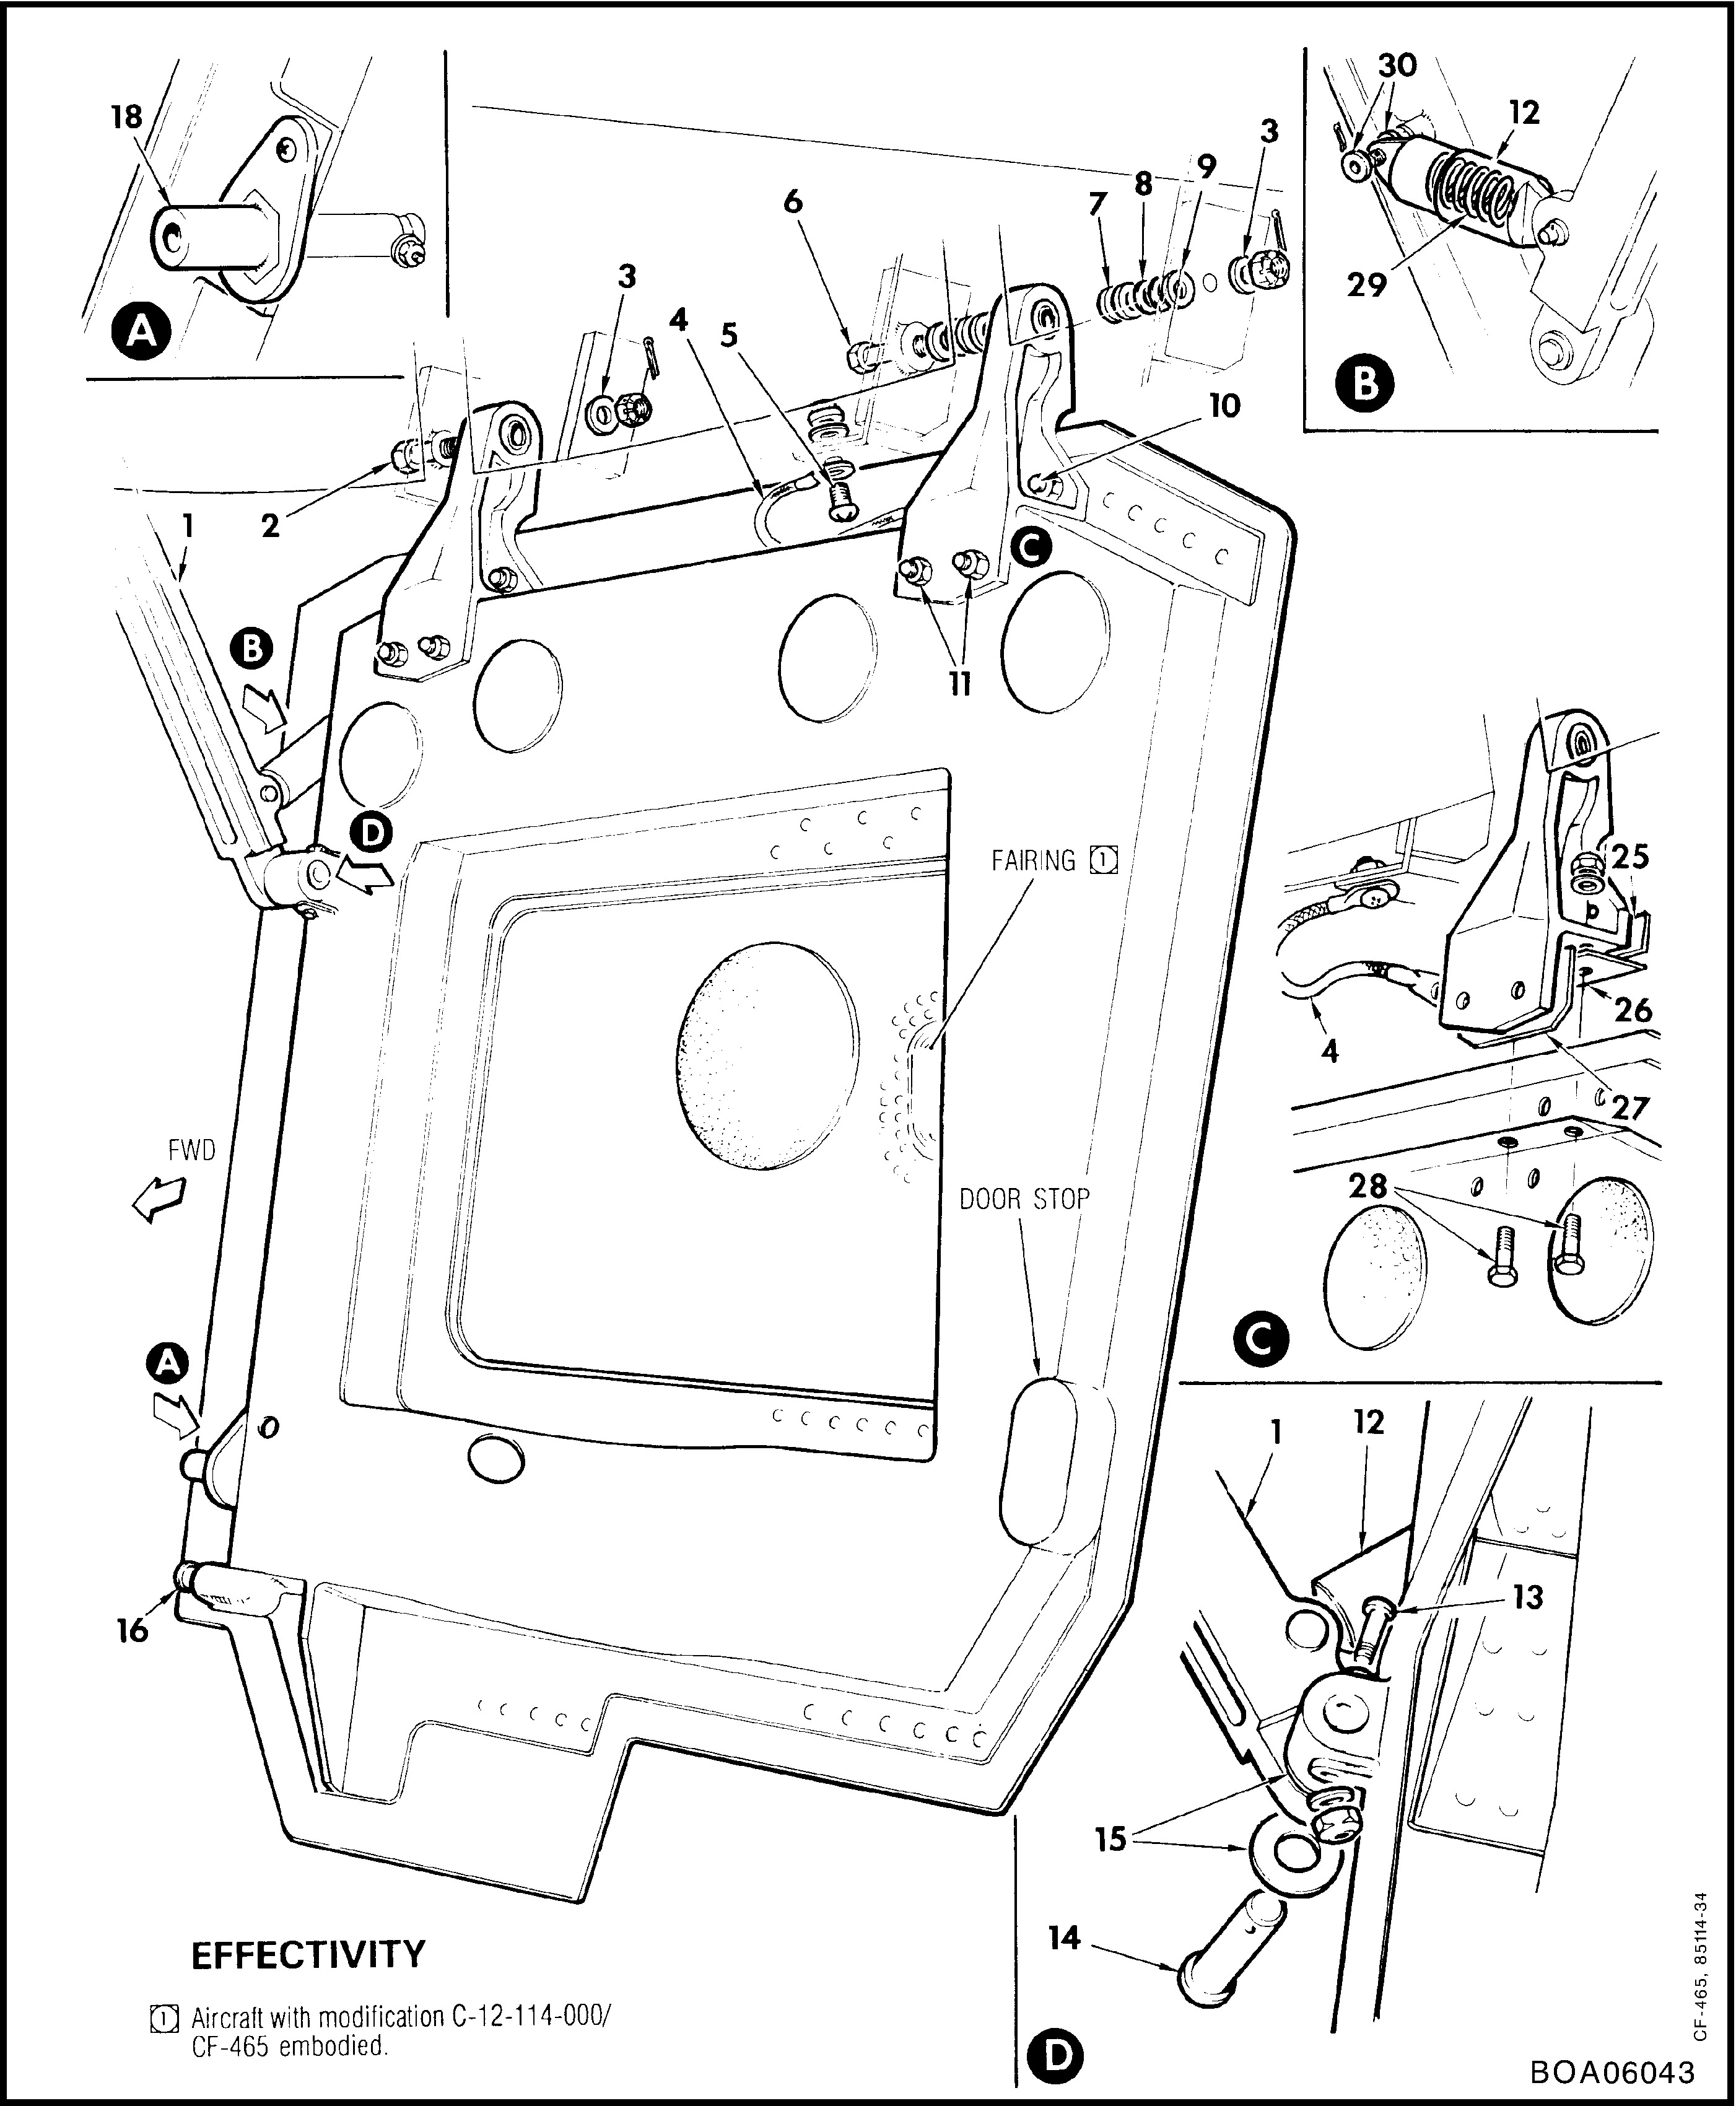 18
A
30
12
29
B
3
9
8
7
6
3
4
5
10
2
1
C
11
B
D
25
26
4
27
28
C
FAIRING 1
FWD
DOOR STOP
A
16
1
12
13
15
14
D
EFFECTIVITY
1 Aircraft with modification C-12-114-000/
CF-465 embodied.
CF-465, 85114-34
BOA06043